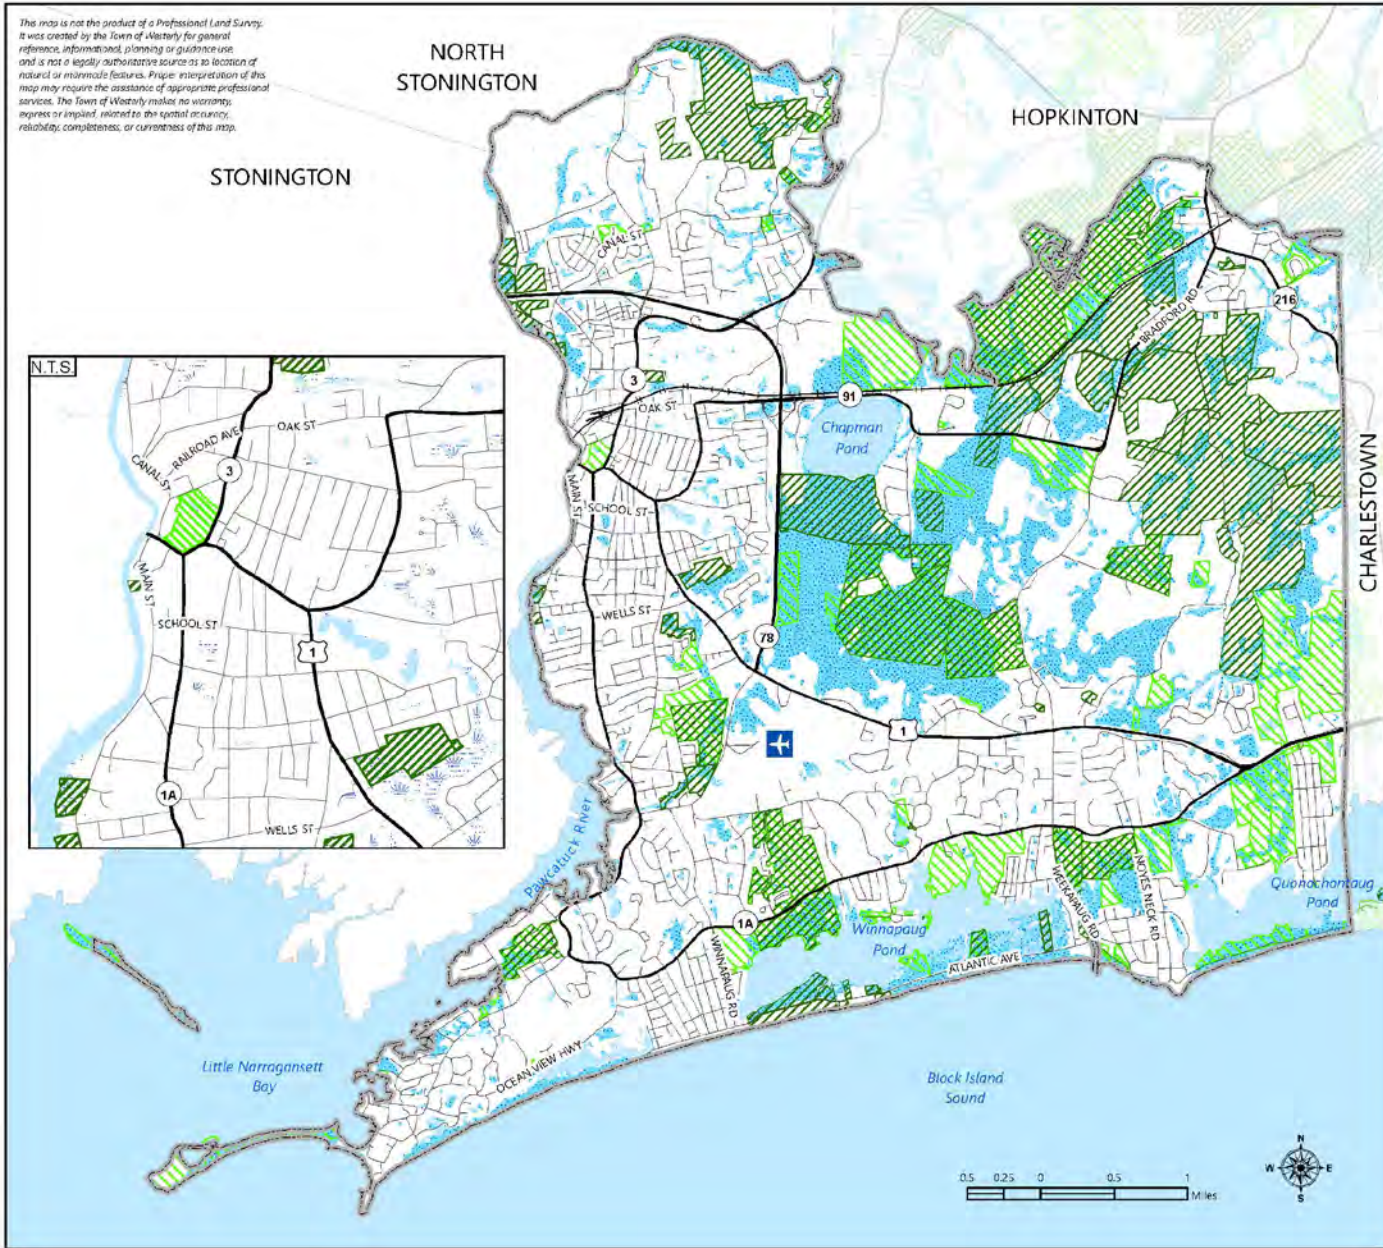 This map is not the product of a Professional Land Survey.
It was created by the Town of Westerly for general
reference, informational, planning or guidance use,
and is not a legally authoritative source as to location of
natural or manmade features. Proper interpretation of this
map may require the assistance of appropriate professional
services. The Town of Westerly makes no warranty,
express or implied, related to the spatial accuracy,
reliability, completeness, or currentness of this map.
NORTH
STONINGTON
HOPKINTON
STONINGTON
CANAL ST
216
BRADFORD RD
N.T.S.
3
OAK ST
91
Chapman
Pond
CHARLESTOWN
MAIN ST
SCHOOL ST
WELLS ST
78
1
OAK ST
RAILROAD AVE
CANAL ST
3
MAIN ST
SCHOOL ST
1
1A
WELLS ST
Pawcatuck River
1A
WINNAPAUG RD
Winnapaug
Pond
WEEKAPAUG RD
NOYES NECK RD
Quonochontaug
Pond
ATLANTIC AVE
OCEAN VIEW HWY
Little Narragansett
Bay
Block Island
Sound
N
W
E
S
0.5 0.25 0 0.5 1
Miles